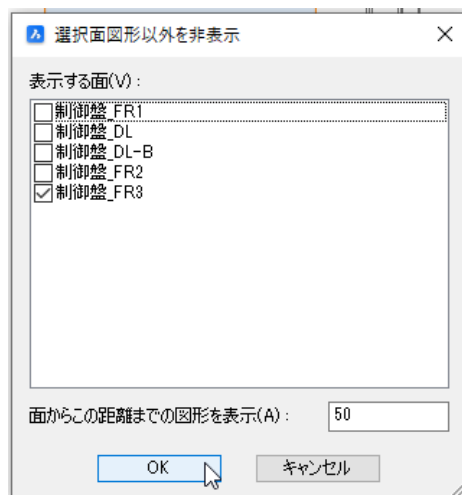 選択面図形以外を非表示
表示する面(V):
制御盤_FR1
制御盤_DL
制御盤_DL-B
制御盤_FR2
制御盤_FR3
面からこの距離までの図形を表示(A): 50
OK キャンセル